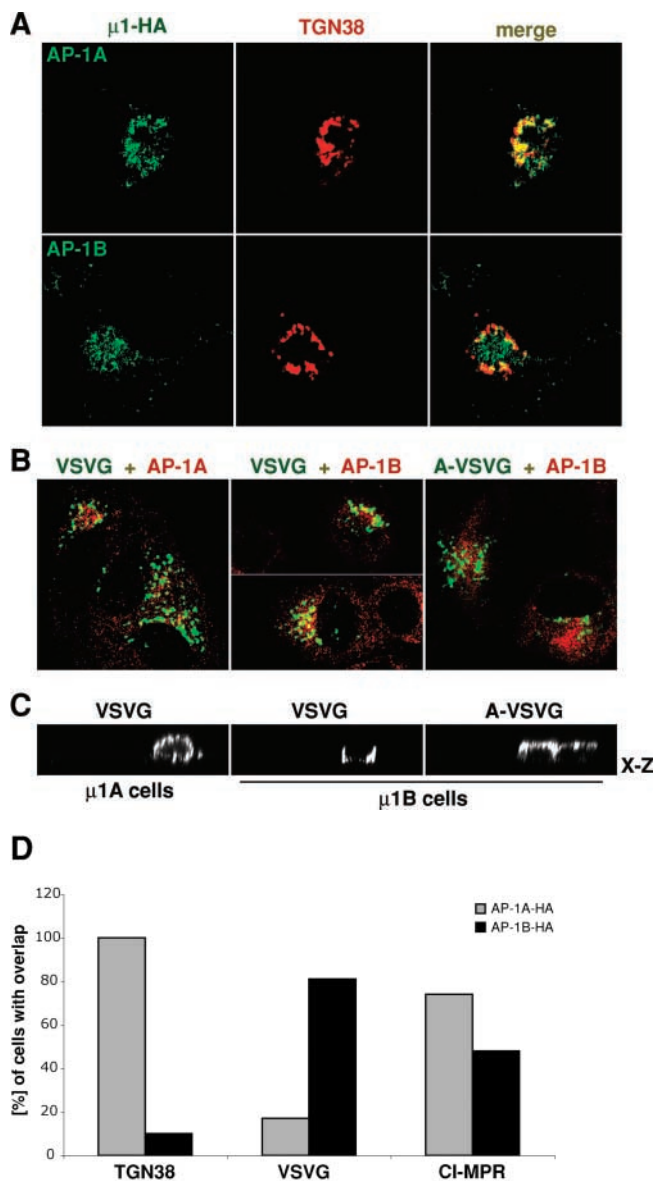 A
μ1-HA TGN38 merge
AP-1A
AP-1B
B
VSVG + AP-1A VSVG + AP-1B A-VSVG + AP-1B
C
VSVG VSVG A-VSVG
X-Z
μ1A cells μ1B cells
D
[%] of cells with overlap
120
100
80
60
40
20
0
AP-1A-HA
AP-1B-HA
TGN38 VSVG CI-MPR